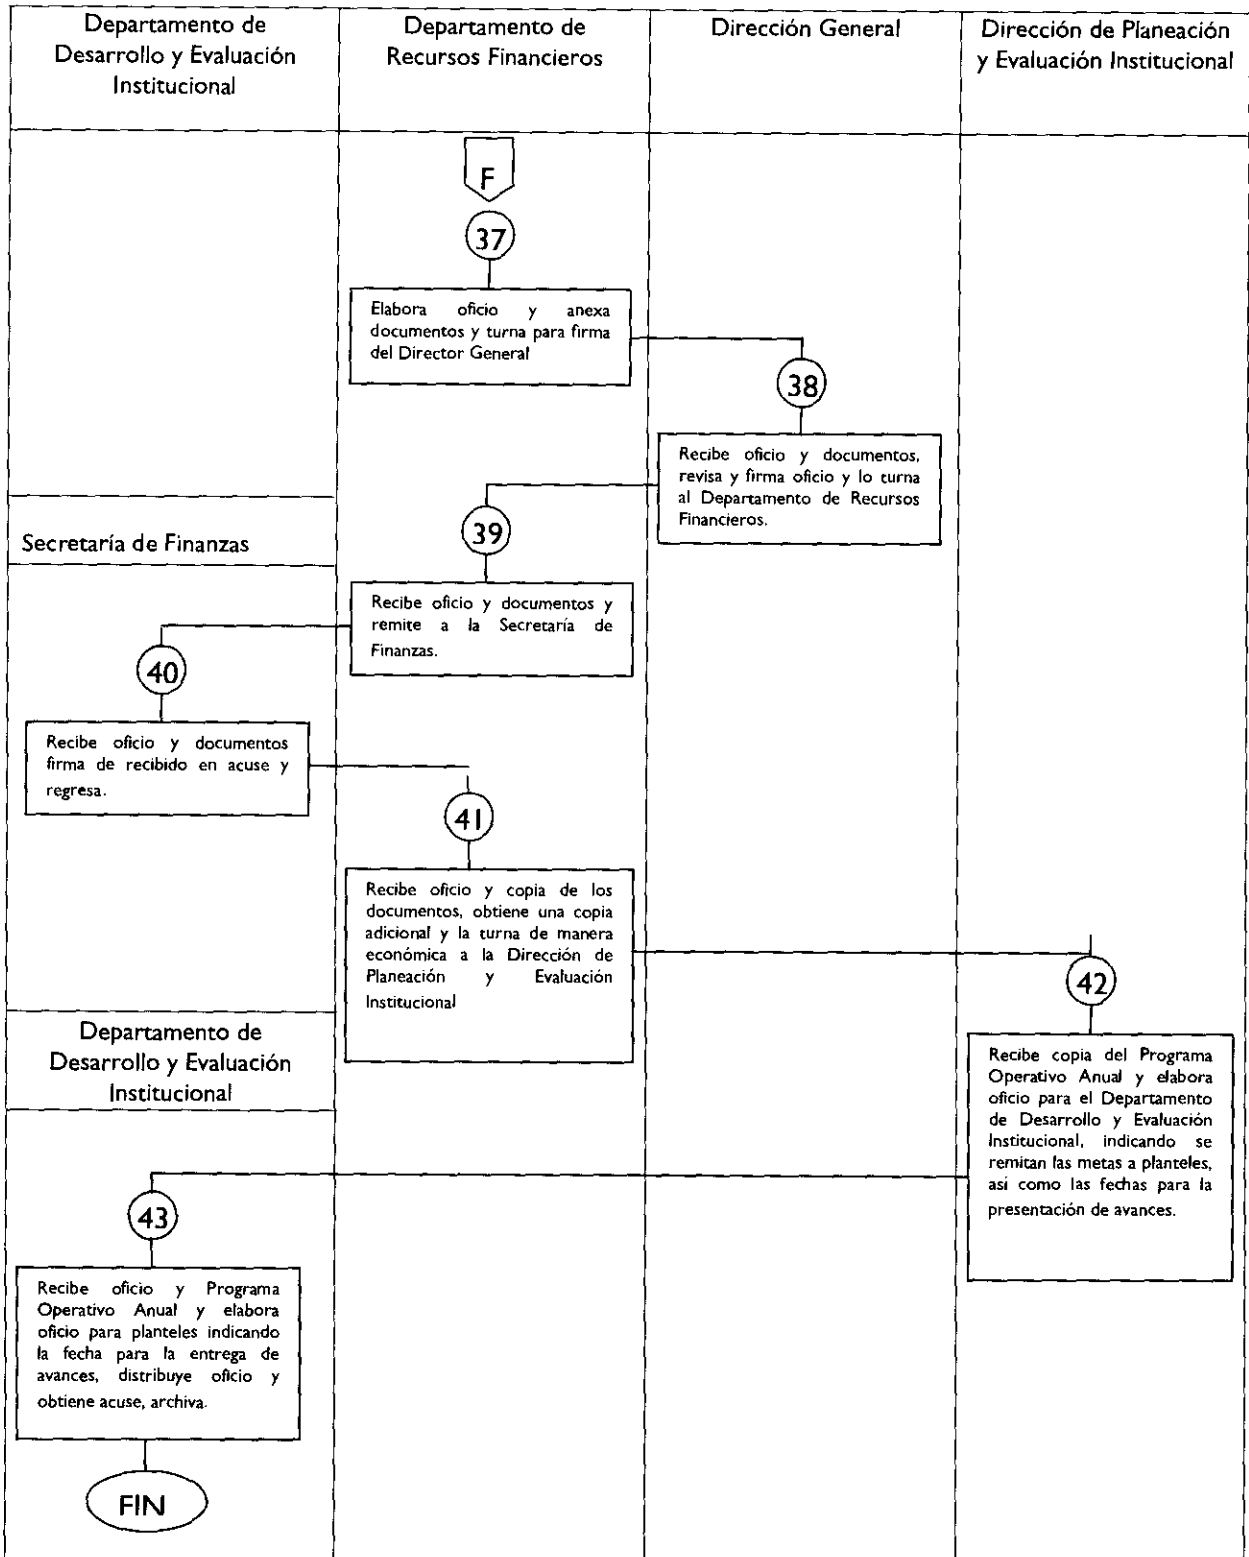 Departamento de
Desarrollo y Evaluación
Institucional
Departamento de
Recursos Financieros
Dirección General
Dirección de Planeación
y Evaluación Institucional
F
37
Elabora oficio y anexa
documentos y turna para firma
del Director General
38
Recibe oficio y documentos,
revisa y firma oficio y lo turna
al Departamento de Recursos
Financieros.
Secretaría de Finanzas
39
Recibe oficio y documentos y
remite a la Secretaría de
Finanzas.
40
Recibe oficio y documentos
firma de recibido en acuse y
regresa.
41
Recibe oficio y copia de los
documentos, obtiene una copia
adicional y la turna de manera
económica a la Dirección de
Planeación y Evaluación
Institucional
42
Recibe copia del Programa
Operativo Anual y elabora
oficio para el Departamento
de Desarrollo y Evaluación
Institucional, indicando se
remitan las metas a planteles,
así como las fechas para la
presentación de avances.
Departamento de
Desarrollo y Evaluación
Institucional
43
Recibe oficio y Programa
Operativo Anual y elabora
oficio para planteles indicando
la fecha para la entrega de
avances, distribuye oficio y
obtiene acuse, archiva.
FIN